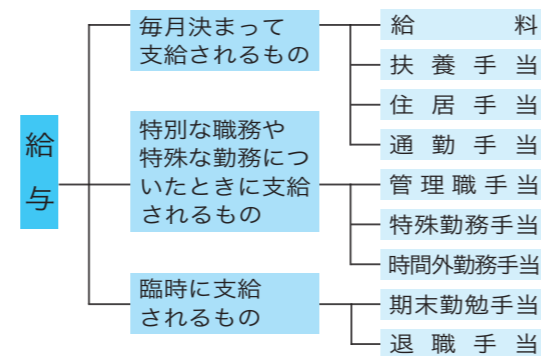 給与
毎月決まって
支給されるもの
給料
扶養手当
住居手当
通勤手当
特別な職務や
特殊な勤務につ
いたときに支給
されるもの
管理職手当
特殊勤務手当
時間外勤務手当
臨時に支給
されるもの
期末勤勉手当
退職手当